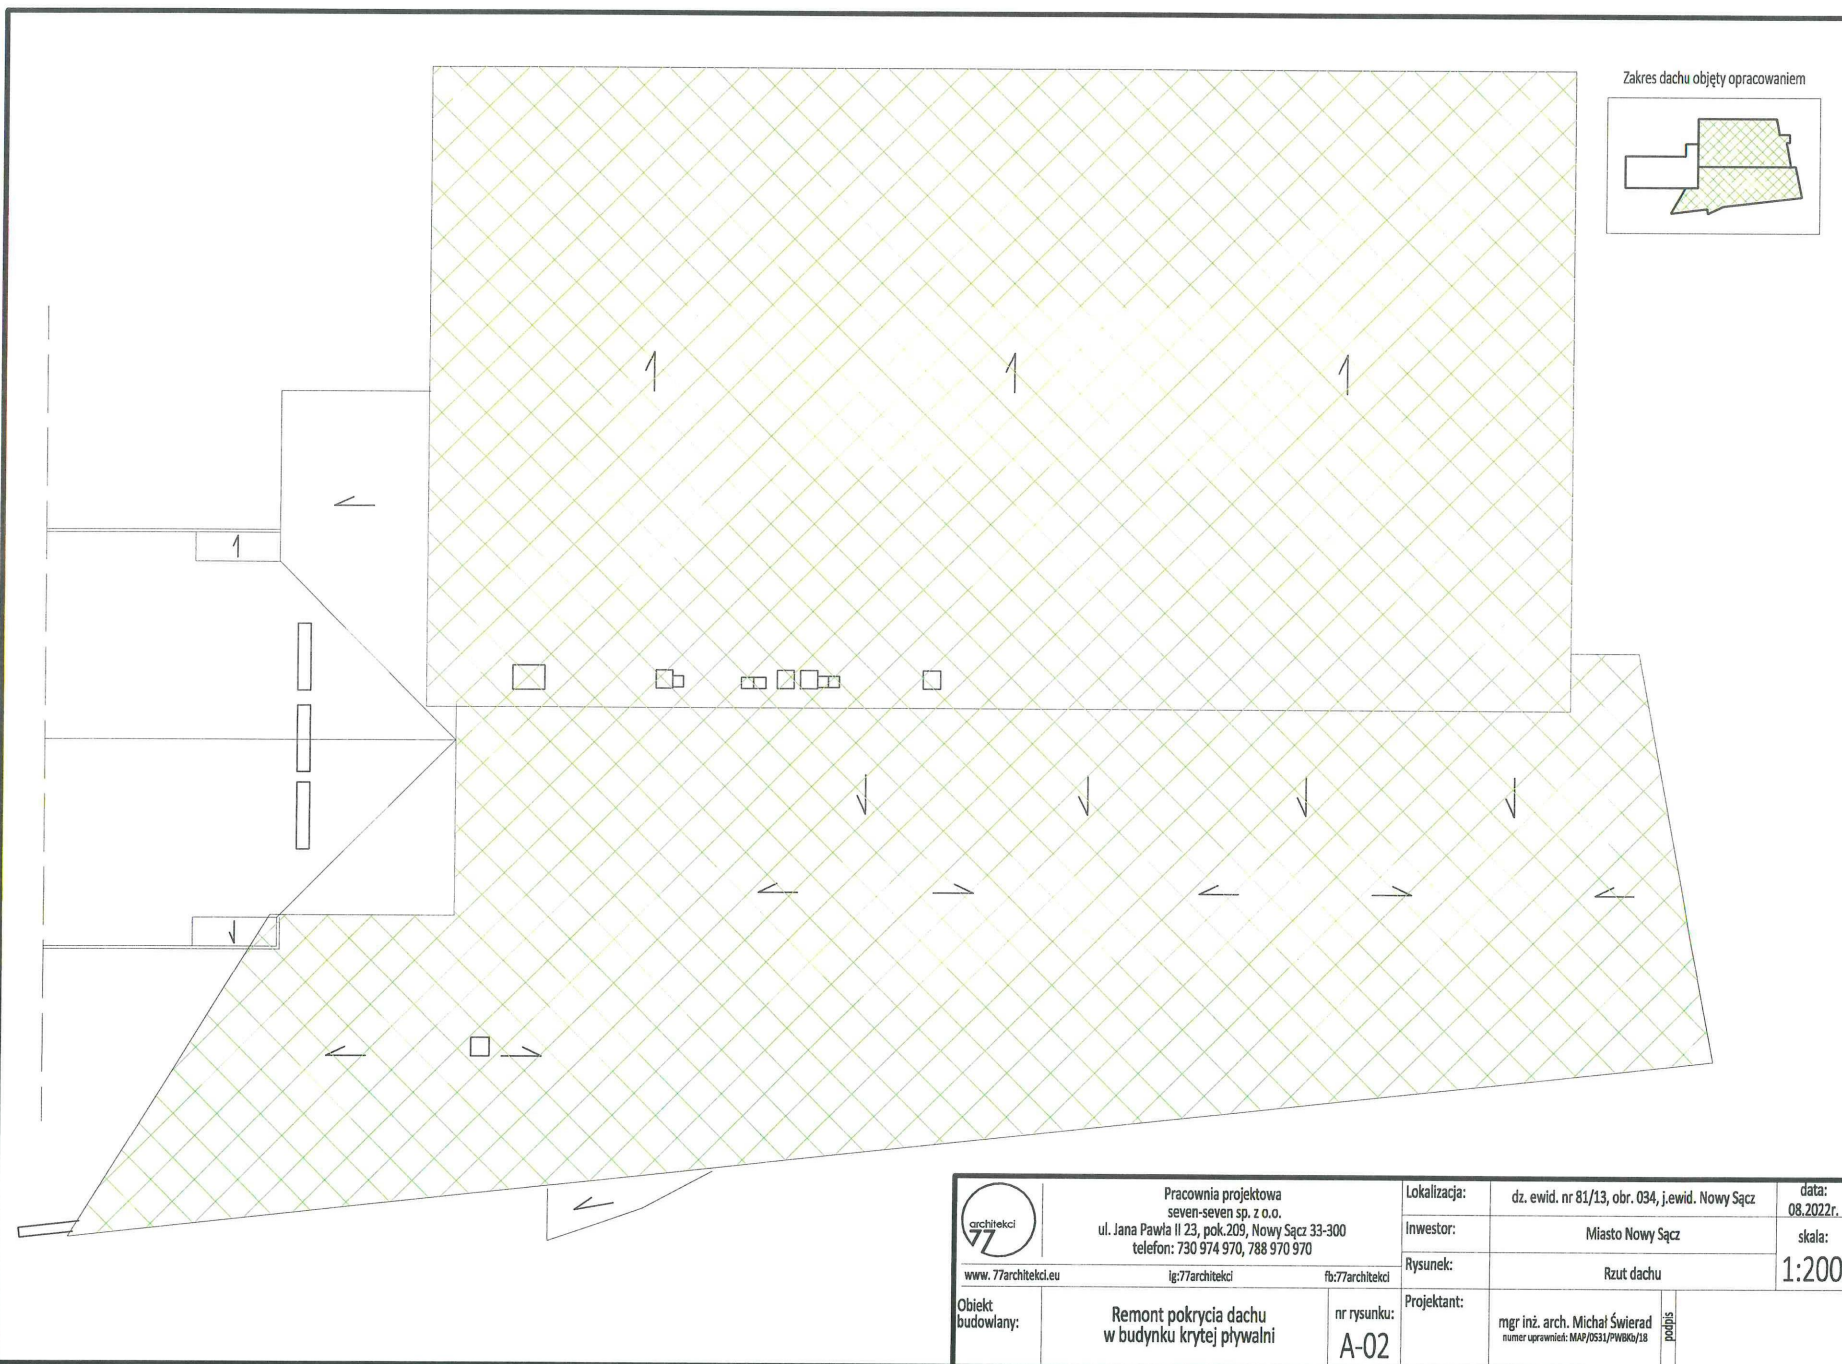 Zakres dachu objęty opracowaniem
architekci
77
Pracownia projektowa
seven-seven sp. z o.o.
ul. Jana Pawła II 23, pok.209, Nowy Sącz 33-300
telefon: 730 974 970, 788 970 970
www. 77architekci.eu
ig:77architekci
fb:77architekci
Lokalizacja:
dz. ewid. nr 81/13, obr. 034, j.ewid. Nowy Sącz
data:
08.2022r.
Inwestor:
Miasto Nowy Sącz
skala:
1:200
Rysunek:
Rzut dachu
Obiekt
budowlany:
Remont pokrycia dachu
w budynku krytej pływalni
nr rysunku:
A-02
Projektant:
mgr inż. arch. Michał Świerad
numer uprawnień: MAP/0531/PWBKb/18
podpis